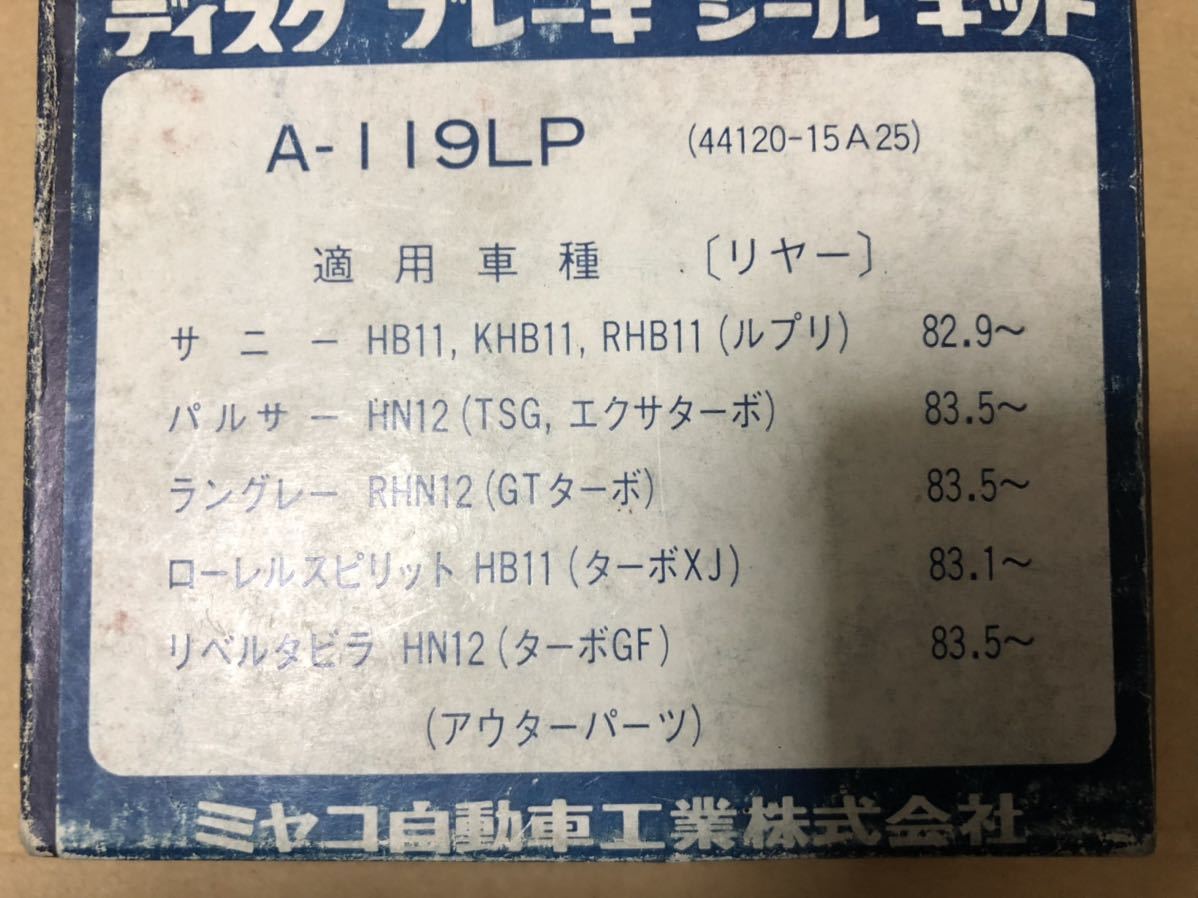 ディスク ブレーキ シール キット
A-119LP (44120-15A25)
適用車種 〔リヤー〕
サニー HB11, KHB11, RHB11 (ルプリ) 82.9～
パルサー HN12 (TSG, エクサターボ) 83.5～
ラングレー RHN12 (GTターボ) 83.5～
ローレルスピリット HB11 (ターボXJ) 83.1～
リベルタビラ HN12 (ターボGF) 83.5～
(アウターパーツ)
ミヤコ自動車工業株式会社